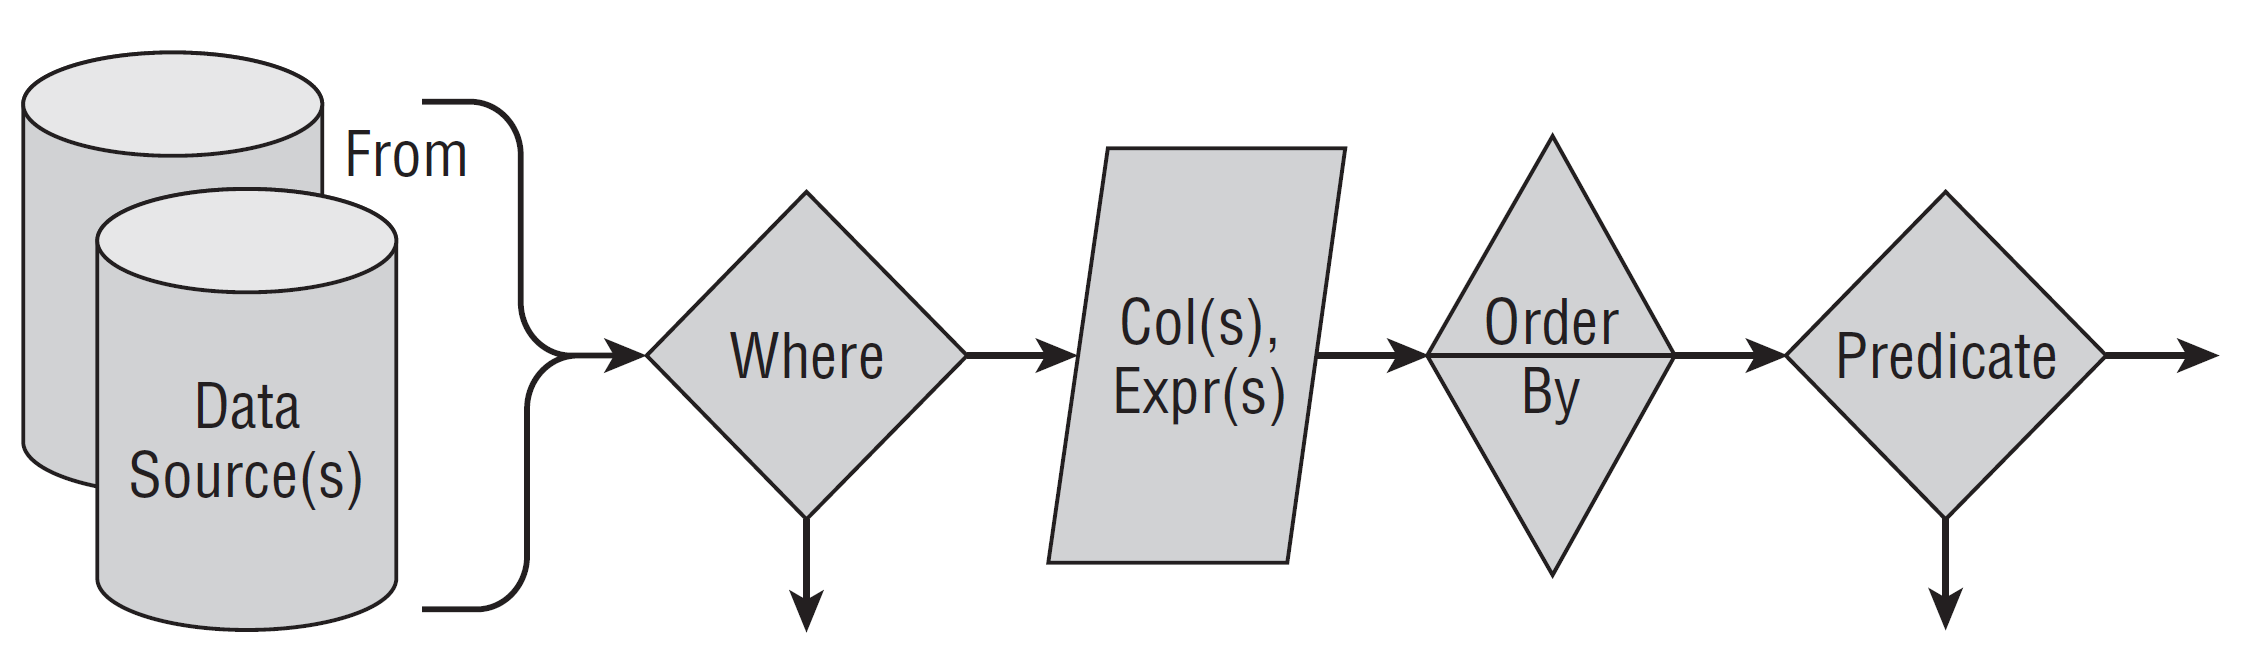 From
Data
Source(s)
Where
Col(s),
Expr(s)
Order
By
Predicate